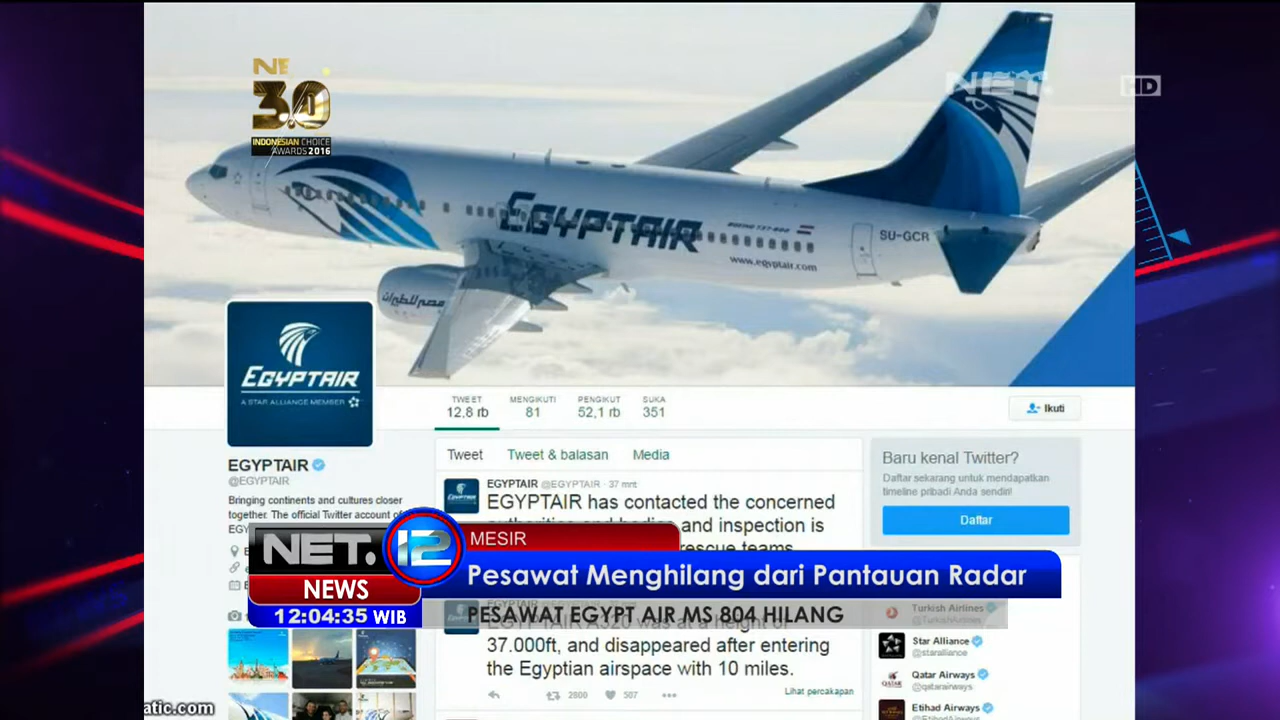 NET.
HD
NE
3.0
INDONESIAN CHOICE
AWARDS 2016
EGYPTAIR
BOEING 737-800
www.egyptair.com
SU-GCR
مصر للطيران
EGYPTAIR
A STAR ALLIANCE MEMBER
TWEET
12,8 rb
MENGIKUTI
81
PENGIKUT
52,1 rb
SUKA
351
Ikuti
EGYPTAIR
@EGYPTAIR
Bringing continents and cultures closer
together. The official Twitter account of
Tweet
Tweet & balasan
Media
EGYPTAIR @EGYPTAIR · 37 mnt
EGYPTAIR has contacted the concerned
and inspection is
rescue teams
37.000ft, and disappeared after entering
the Egyptian airspace with 10 miles.
2800
507
Lihat percakapan
Baru kenal Twitter?
Daftar sekarang untuk mendapatkan
timeline pribadi Anda sendiri!
Daftar
Turkish Airlines
@TurkishAirlines
Star Alliance
@staralliance
Qatar Airways
@qatarairways
Etihad Airways
@EtihadAirways
NET. 12
NEWS
12:04:35 WIB
MESIR
Pesawat Menghilang dari Pantauan Radar
PESAWAT EGYPT AIR MS 804 HILANG
atic.com